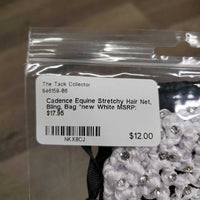 The Tack Collector
646159-86
Cadence Equine Stretchy Hair Net,
Bling, Bag *new White MSRP:
$17.95
NKX8CJ
$12.00